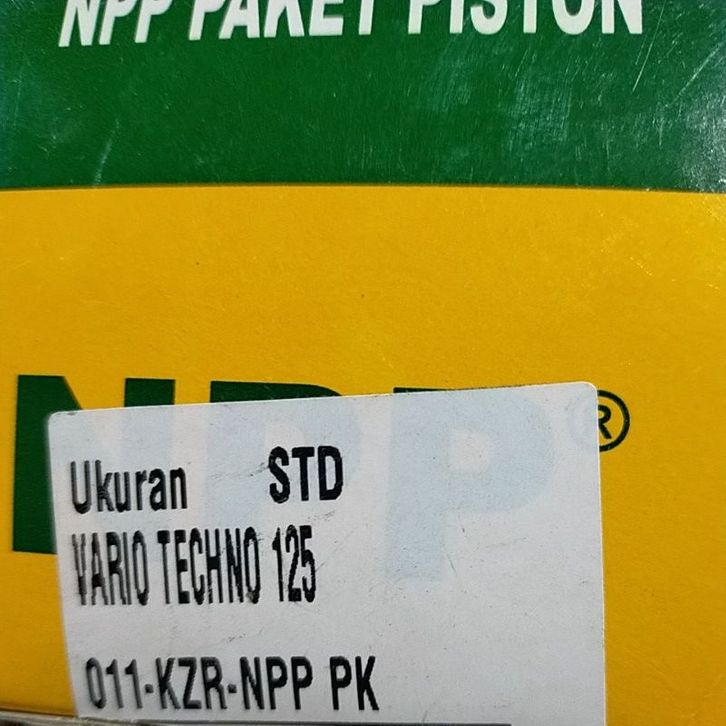 NPP PAKET PISTON
NPP®
Ukuran STD
VARIO TECHNO 125
011-KZR-NPP PK